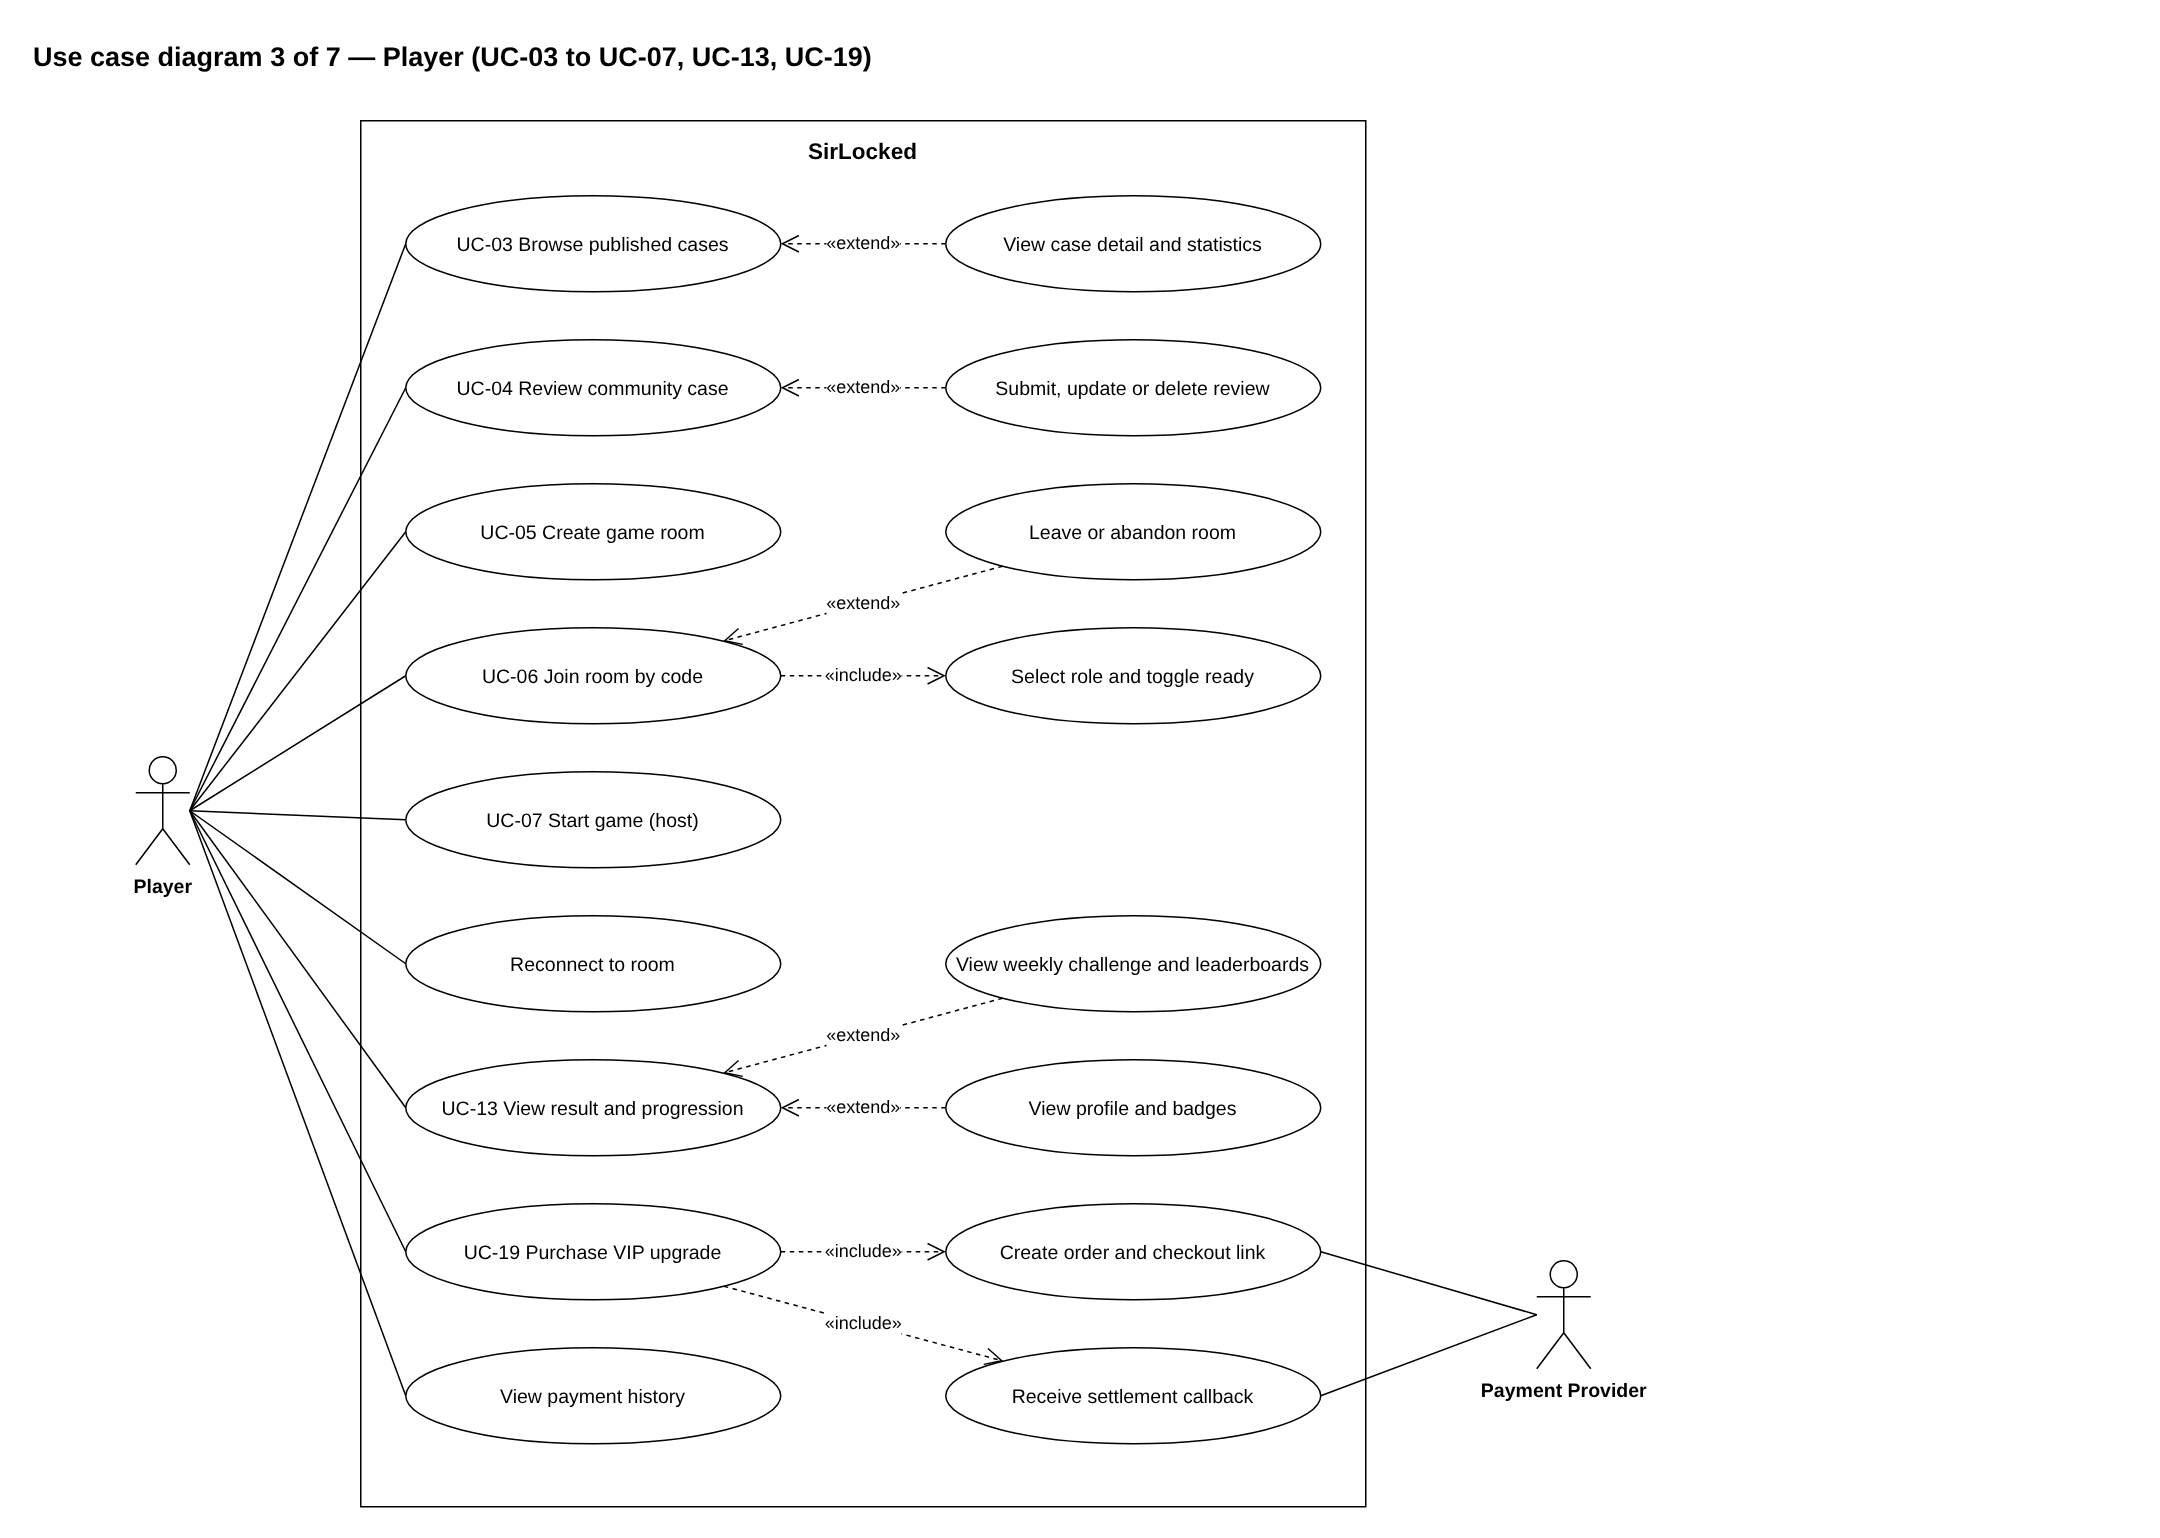 Use case diagram 3 of 7 — Player (UC-03 to UC-07, UC-13, UC-19)
SirLocked
UC-03 Browse published cases
«extend»
View case detail and statistics
UC-04 Review community case
«extend»
Submit, update or delete review
UC-05 Create game room
Leave or abandon room
«extend»
UC-06 Join room by code
«include»
Select role and toggle ready
UC-07 Start game (host)
Player
Reconnect to room
View weekly challenge and leaderboards
«extend»
UC-13 View result and progression
«extend»
View profile and badges
UC-19 Purchase VIP upgrade
«include»
Create order and checkout link
«include»
View payment history
Receive settlement callback
Payment Provider